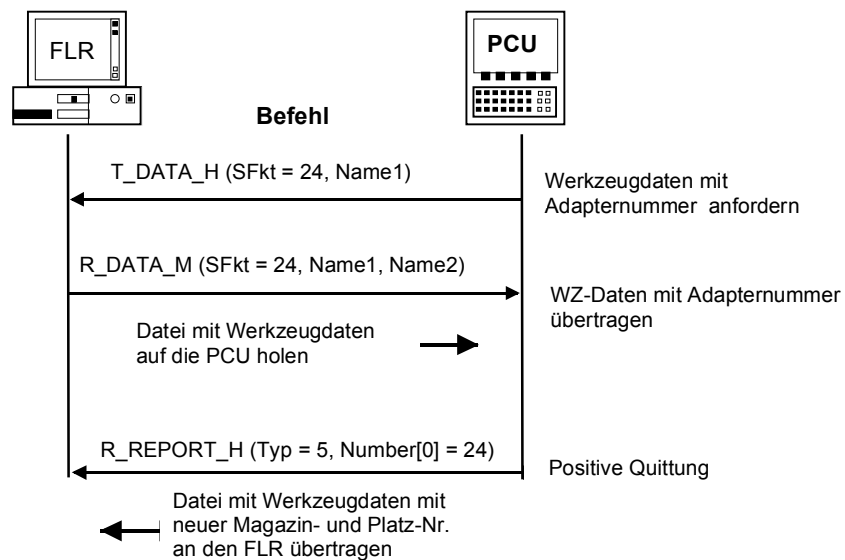 FLR
PCU
Befehl
T_DATA_H (SFkt = 24, Name1)
Werkzeugdaten mit
Adapternummer anfordern
R_DATA_M (SFkt = 24, Name1, Name2)
WZ-Daten mit Adapternummer
übertragen
Datei mit Werkzeugdaten
auf die PCU holen
R_REPORT_H (Typ = 5, Number[0] = 24)
Positive Quittung
Datei mit Werkzeugdaten mit
neuer Magazin- und Platz-Nr.
an den FLR übertragen